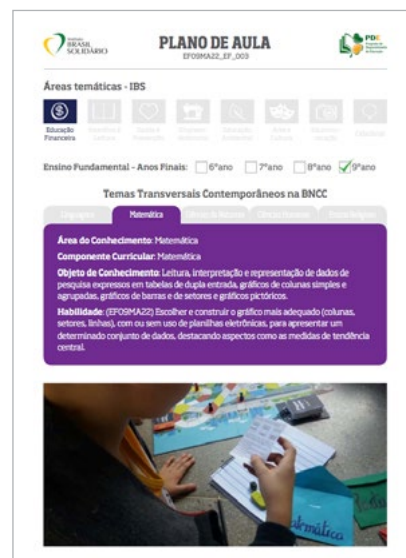 INSTITUTO
BRASIL
SOLIDÁRIO
PLANO DE AULA
EF09MA22_EF_003
PDE
Áreas temáticas - IBS
Educação
Financeira
Ensino Fundamental - Anos Finais: 6ºano 7ºano 8ºano 9ºano
Temas Transversais Contemporâneos na BNCC
Linguagens Matemática
Área do Conhecimento: Matemática
Componente Curricular: Matemática
Objeto de Conhecimento: Leitura, interpretação e representação de dados de
pesquisa expressos em tabelas de dupla entrada, gráficos de colunas simples e
agrupadas, gráficos de barras e de setores e gráficos pictóricos.
Habilidade: (EF09MA22) Escolher e construir o gráfico mais adequado (colunas,
setores, linhas), com ou sem uso de planilhas eletrônicas, para apresentar um
determinado conjunto de dados, destacando aspectos como as medidas de tendência
central.